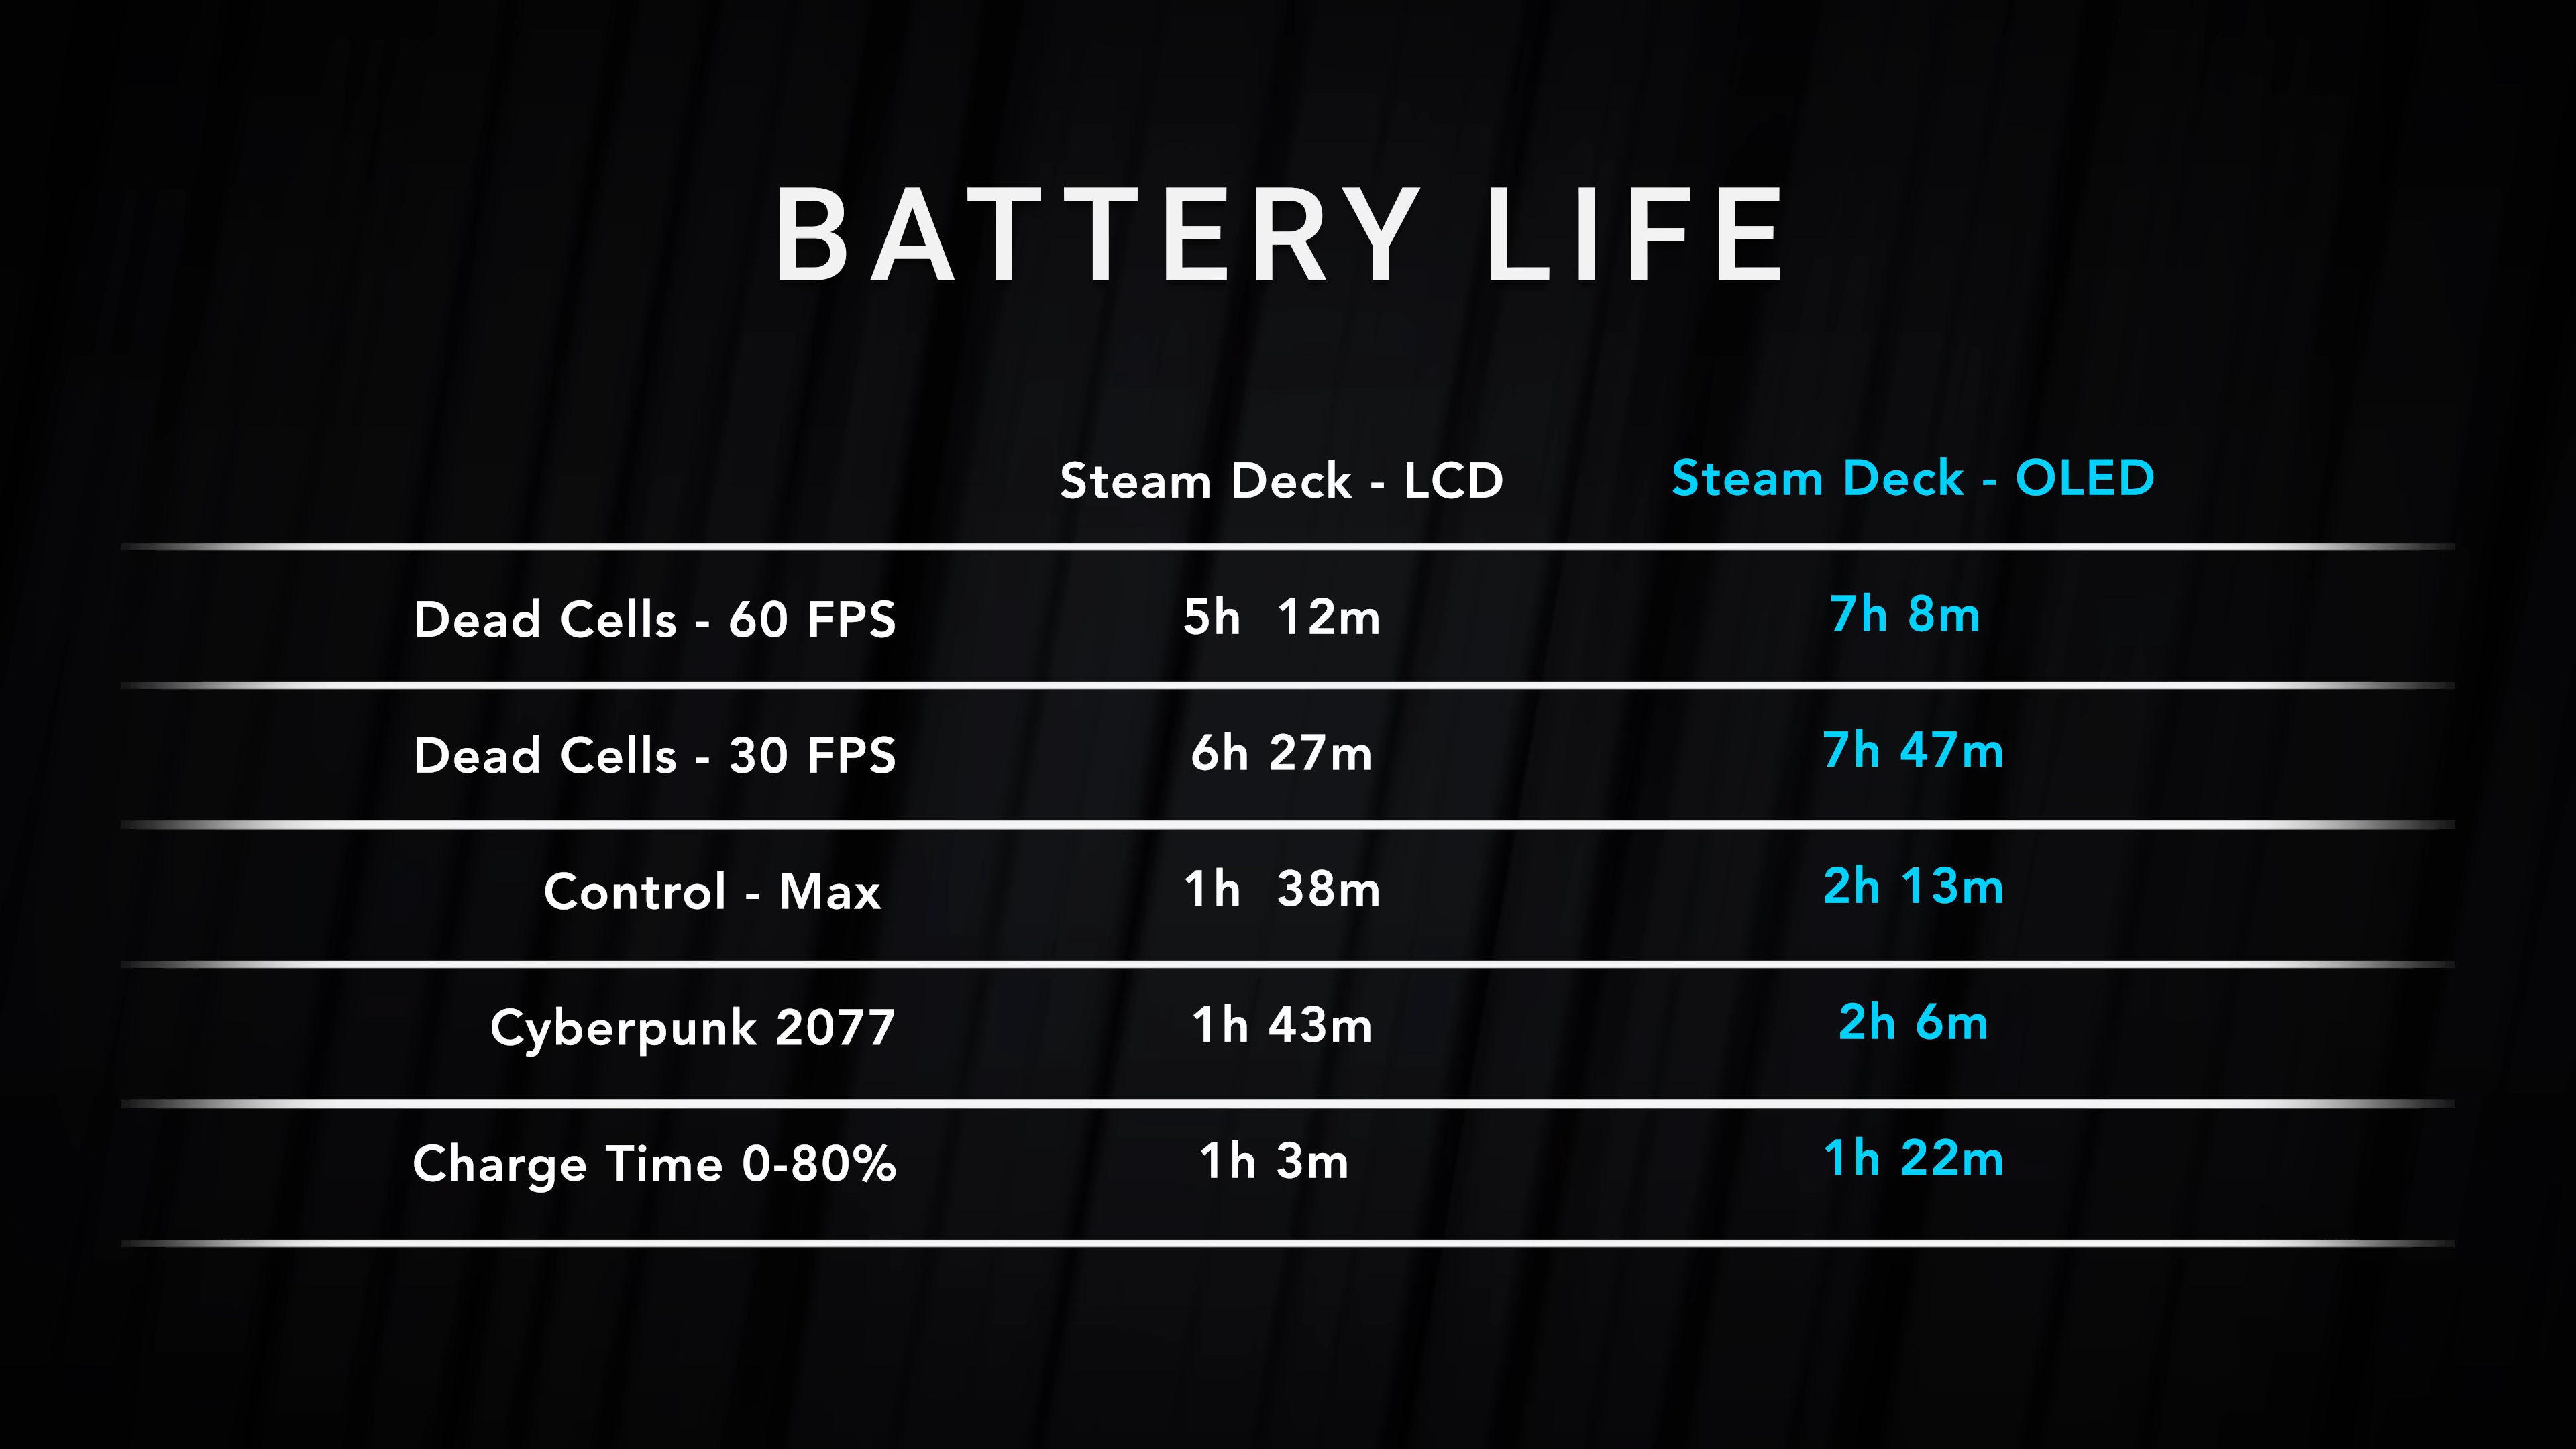 BATTERY LIFE
Steam Deck - LCD Steam Deck - OLED
Dead Cells - 60 FPS 5h 12m 7h 8m
Dead Cells - 30 FPS 6h 27m 7h 47m
Control - Max 1h 38m 2h 13m
Cyberpunk 2077 1h 43m 2h 6m
Charge Time 0-80% 1h 3m 1h 22m